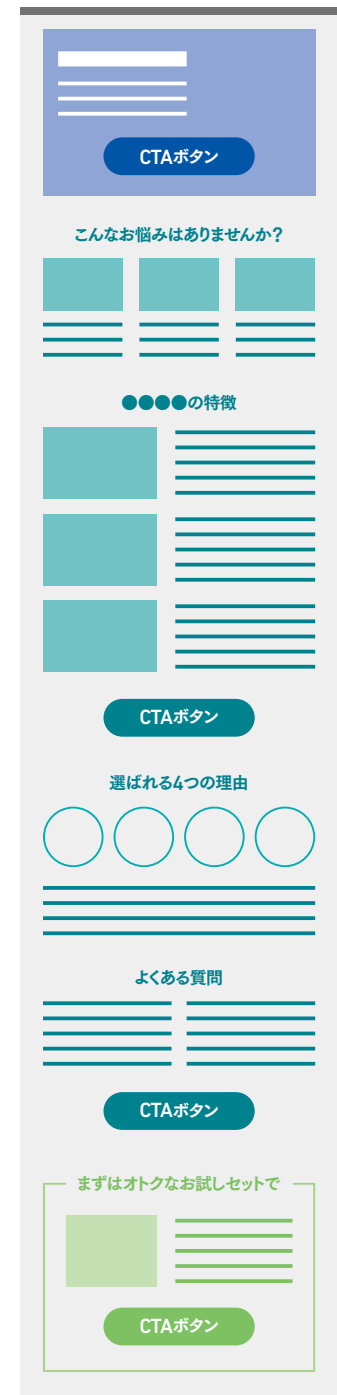 CTAボタン
こんなお悩みはありませんか？
●●●●の特徴
CTAボタン
選ばれる4つの理由
よくある質問
CTAボタン
まずはオトクなお試しセットで
CTAボタン